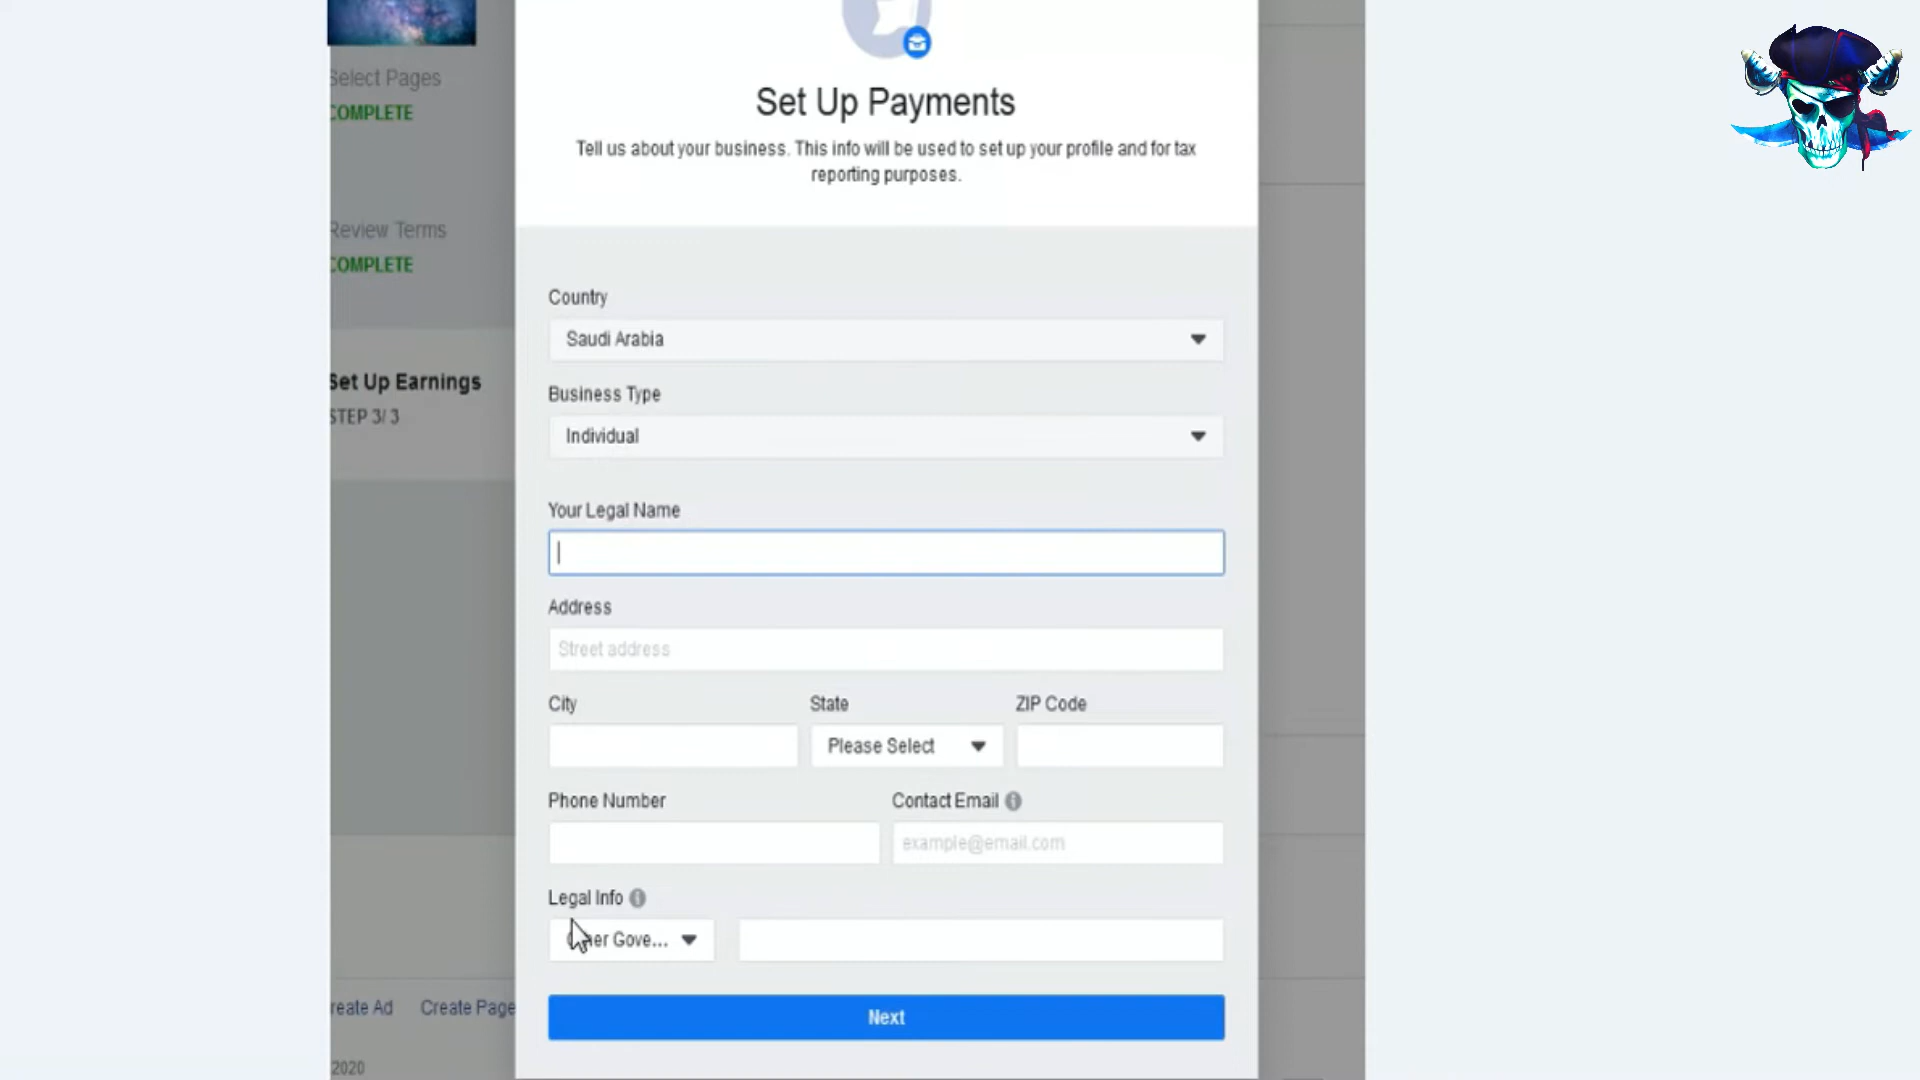 Set Up Payments
Tell us about your business. This info will be used to set up your profile and for tax
reporting purposes.
Select Pages
COMPLETE
Review Terms
COMPLETE
Set Up Earnings
STEP 3/ 3
Country
Saudi Arabia
Business Type
Individual
Your Legal Name
Address
Street address
City State ZIP Code
Please Select
Phone Number Contact Email
example@email.com
Legal Info
Gove...
Next
reate Ad Create Page
2020